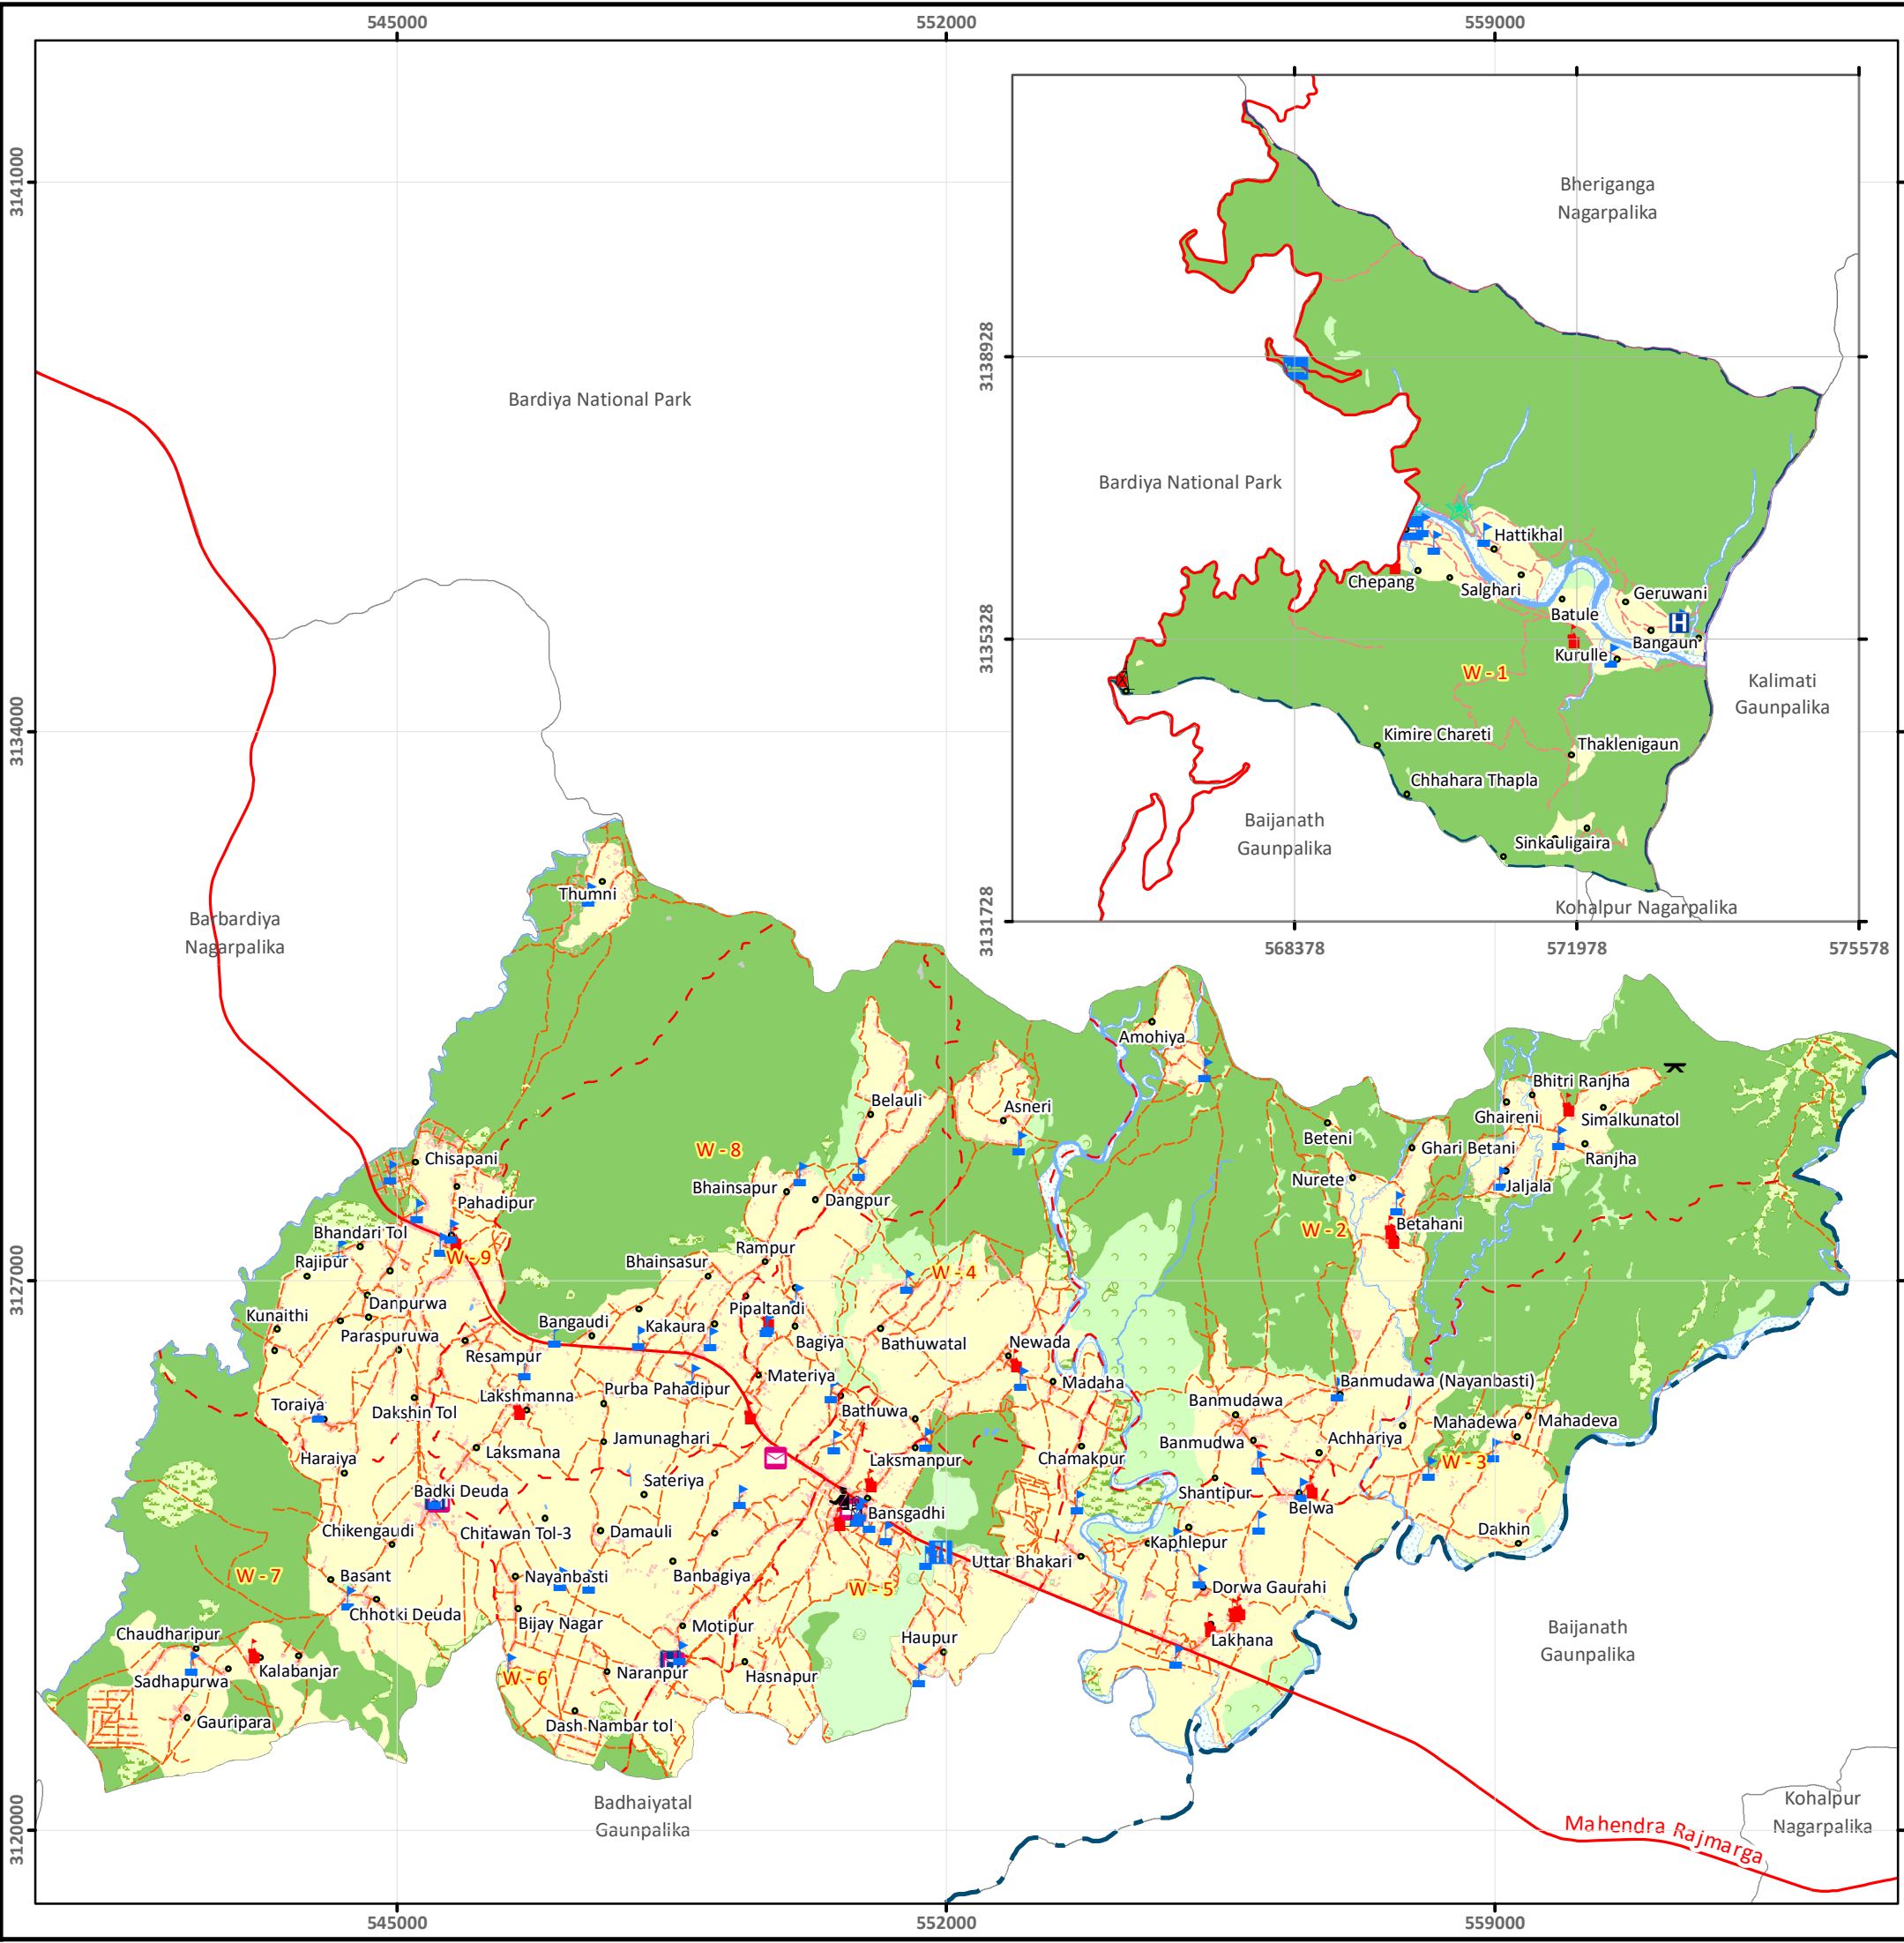 545000
552000
559000
3141000
3134000
3127000
3120000
Bheriganga
Nagarpalika
3138928
3135328
3131728
Bardiya National Park
Bardiya National Park
Hattikhal
Chepang
Salghari
Geruwani
Batule
H
Bangaun
Kurulle
W - 1
Kalimati
Gaunpalika
Kimire Chareti
Thaklenigaun
Chhahara Thapla
Baijanath
Gaunpalika
Sinkauligaira
Kohalpur Nagarpalika
568378
571978
575578
Thumni
Barbardiya
Nagarpalika
Amohiya
Belauli
Asneri
Bhitri Ranjha
Ghaireni
Simalkunatol
Beteni
Ghari Betani
Ranjha
W - 8
Chisapani
Pahadipur
Bhainsapur
Dangpur
Nurete
Jaljala
Betahani
W - 2
Bhandari Tol
Rajipur
W - 9
Rampur
Bhainsasur
W - 4
Kunaithi
Danpurwa
Paraspuruwa
Bangaudi
Kakaura
Pipaltandi
Bagiya
Bathuwatal
Newada
Resampur
Lakshmanna
Purba Pahadipur
Materiya
Madaha
Banmudawa (Nayanbasti)
Toraiya
Dakshin Tol
Bathuwa
Banmudawa
Mahadewa
Mahadeva
Jamunaghari
Laksmana
Banmudwa
Achhariya
Haraiya
Laksmanpur
Chamakpur
W - 3
Sateriya
Badki Deuda
Shantipur
Belwa
Bansgadhi
Chikengaudi
Chitawan Tol-3
Damauli
Dakhin
Kaphlepur
Uttar Bhakari
W - 7
Basant
Nayanbasti
Banbagiya
W - 5
Dorwa Gaurahi
Chhotki Deuda
Bijay Nagar
Motipur
Chaudharipur
Haupur
Lakhana
Baijanath
Gaunpalika
Kalabanjar
Sadhapurwa
W - 6
Naranpur
Hasnapur
Gauripara
Dash Nambar tol
Badhaiyatal
Gaunpalika
Kohalpur
Nagarpalika
Mahendra Rajmarga
545000
552000
559000